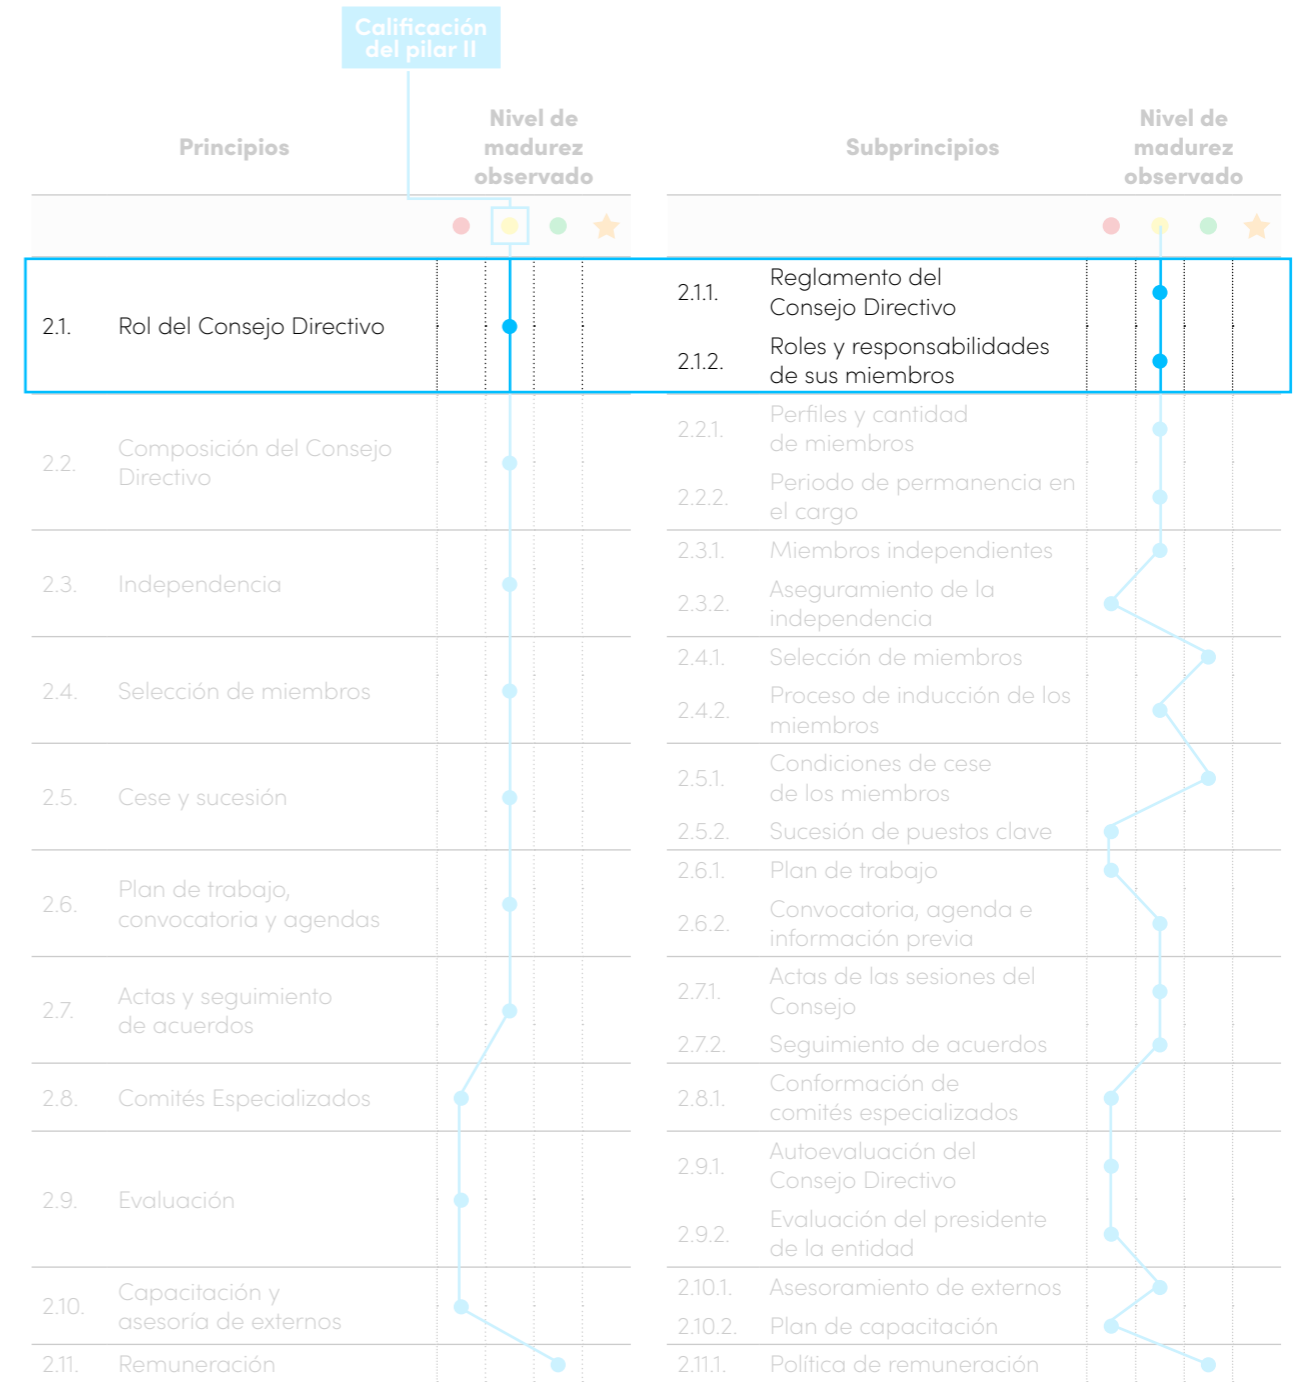 Calificación
del pilar II
Principios
Nivel de
madurez
observado
Subprincipios
Nivel de
madurez
observado
2.1. Rol del Consejo Directivo
2.1.1. Reglamento del
Consejo Directivo
2.1.2. Roles y responsabilidades
de sus miembros
2.2. Composición del Consejo
Directivo
2.2.1. Perfiles y cantidad
de miembros
2.2.2. Periodo de permanencia en
el cargo
2.3. Independencia
2.3.1. Miembros independientes
2.3.2. Aseguramiento de la
independencia
2.4. Selección de miembros
2.4.1. Selección de miembros
2.4.2. Proceso de inducción de los
miembros
2.5. Cese y sucesión
2.5.1. Condiciones de cese
de los miembros
2.5.2. Sucesión de puestos clave
2.6. Plan de trabajo,
convocatoria y agendas
2.6.1. Plan de trabajo
2.6.2. Convocatoria, agenda e
información previa
2.7. Actas y seguimiento
de acuerdos
2.7.1. Actas de las sesiones del
Consejo
2.7.2. Seguimiento de acuerdos
2.8. Comités Especializados
2.8.1. Conformación de
comités especializados
2.9. Evaluación
2.9.1. Autoevaluación del
Consejo Directivo
2.9.2. Evaluación del presidente
de la entidad
2.10. Capacitación y
asesoría de externos
2.10.1. Asesoramiento de externos
2.10.2. Plan de capacitación
2.11. Remuneración
2.11.1. Política de remuneración